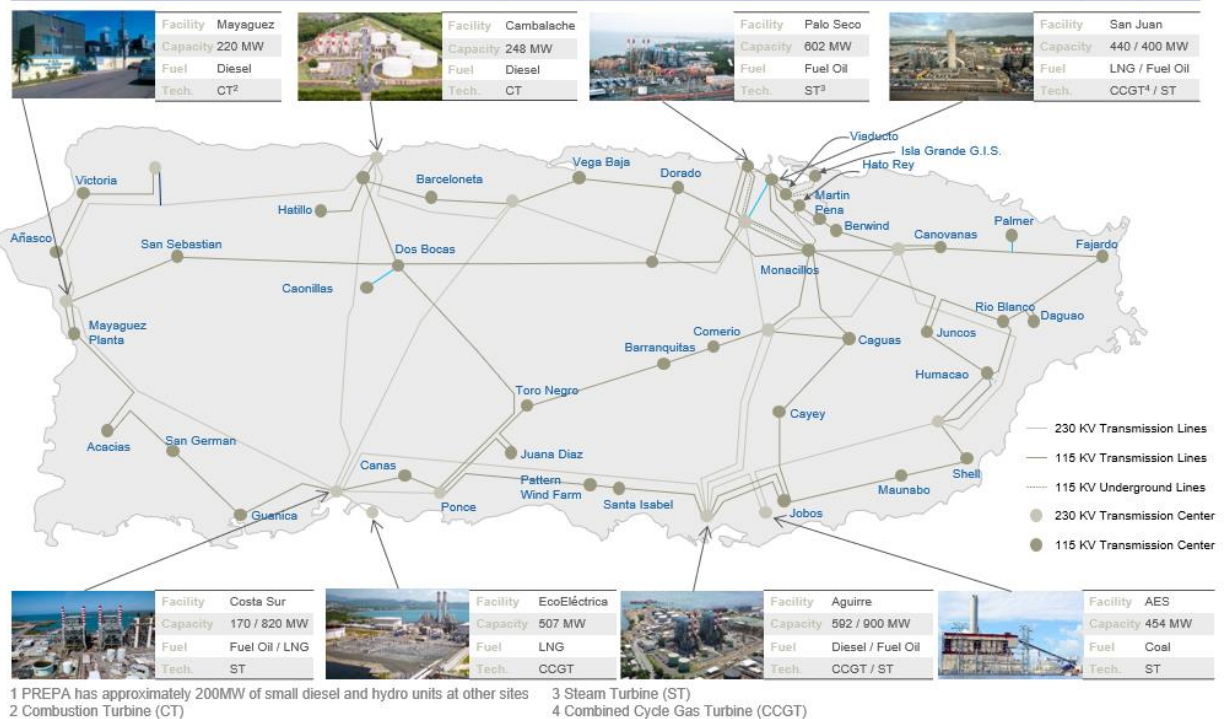 Facility Mayaguez
Capacity 220 MW
Fuel Diesel
Tech. CT2
Facility Cambalache
Capacity 248 MW
Fuel Diesel
Tech. CT
Facility Palo Seco
Capacity 602 MW
Fuel Fuel Oil
Tech. ST3
Facility San Juan
Capacity 440 / 400 MW
Fuel LNG / Fuel Oil
Tech. CCGT4 / ST
Viaducto
Isla Grande G.I.S.
Hato Rey
Victoria
Barceloneta
Vega Baja
Dorado
Martin
Pena
Hatillo
Berwind
Palmer
Añasco
San Sebastian
Dos Bocas
Canovanas
Fajardo
Monacillos
Caonillas
Mayaguez
Planta
Rio Blanco
Daguao
Juncos
Comerio
Barranquitas
Caguas
Humacao
Toro Negro
Cayey
Acacias
San German
Juana Diaz
Canas
Pattern
Wind Farm
Santa Isabel
Ponce
Guanica
Jobos
Maunabo
Shell
230 KV Transmission Lines
115 KV Transmission Lines
115 KV Underground Lines
230 KV Transmission Center
115 KV Transmission Center
Facility Costa Sur
Capacity 170 / 820 MW
Fuel Fuel Oil / LNG
Tech. ST
Facility EcoEléctrica
Capacity 507 MW
Fuel LNG
Tech. CCGT
Facility Aguirre
Capacity 592 / 900 MW
Fuel Diesel / Fuel Oil
Tech. CCGT / ST
Facility AES
Capacity 454 MW
Fuel Coal
Tech. ST
1 PREPA has approximately 200MW of small diesel and hydro units at other sites
2 Combustion Turbine (CT)
3 Steam Turbine (ST)
4 Combined Cycle Gas Turbine (CCGT)